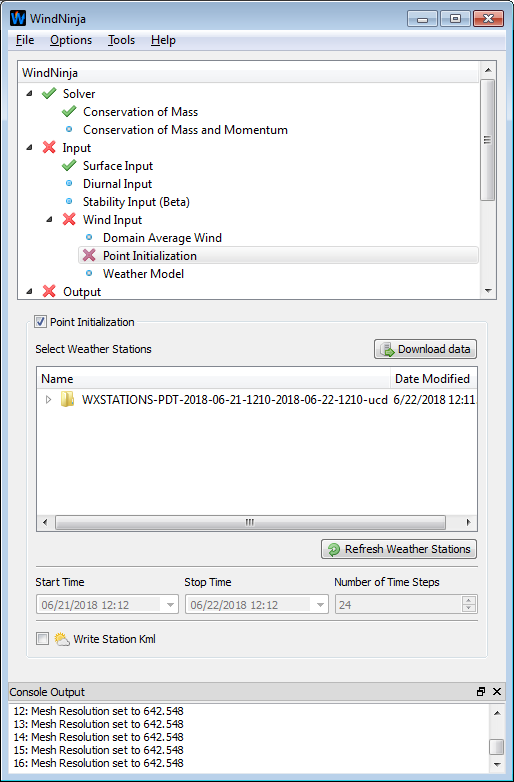 WindNinja
File Options Tools Help
WindNinja
Solver
Conservation of Mass
Conservation of Mass and Momentum
Input
Surface Input
Diurnal Input
Stability Input (Beta)
Wind Input
Domain Average Wind
Point Initialization
Weather Model
Output
Point Initialization
Select Weather Stations
Download data
Name Date Modified
WXSTATIONS-PDT-2018-06-21-1210-2018-06-22-1210-ucd 6/22/2018 12:11
Refresh Weather Stations
Start Time Stop Time Number of Time Steps
06/21/2018 12:12 06/22/2018 12:12 24
Write Station Kml
Console Output
12: Mesh Resolution set to 642.548
13: Mesh Resolution set to 642.548
14: Mesh Resolution set to 642.548
15: Mesh Resolution set to 642.548
16: Mesh Resolution set to 642.548